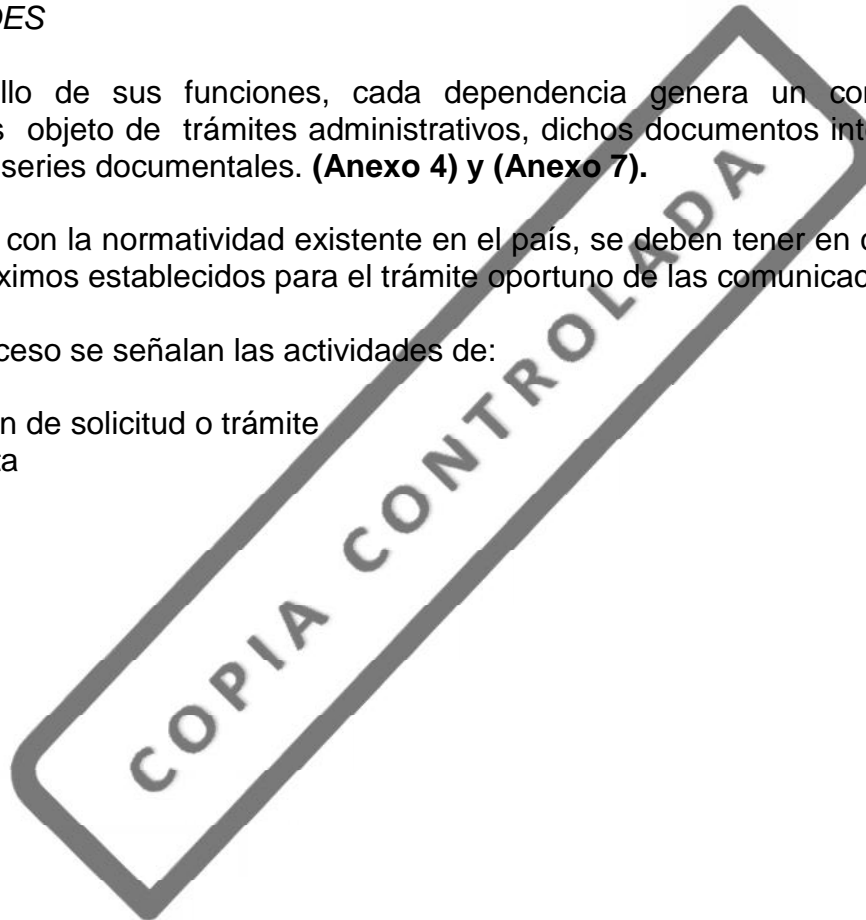 DES
llo de sus funciones, cada dependencia genera un co
s objeto de trámites administrativos, dichos documentos int
series documentales. (Anexo 4) y (Anexo 7).
con la normatividad existente en el país, se deben tener en c
ximos establecidos para el trámite oportuno de las comunicac
ceso se señalan las actividades de:
n de solicitud o trámite
ta
COPIA CONTROLADA